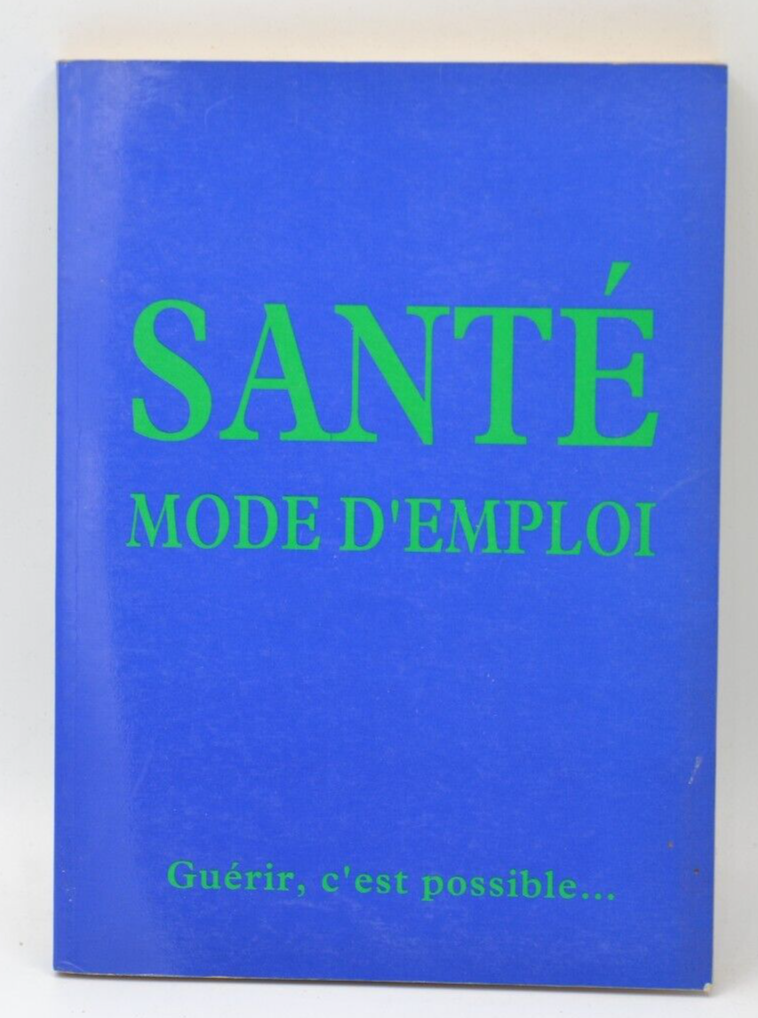 SANTÉ
MODE D'EMPLOI
Guérir, c'est possible...